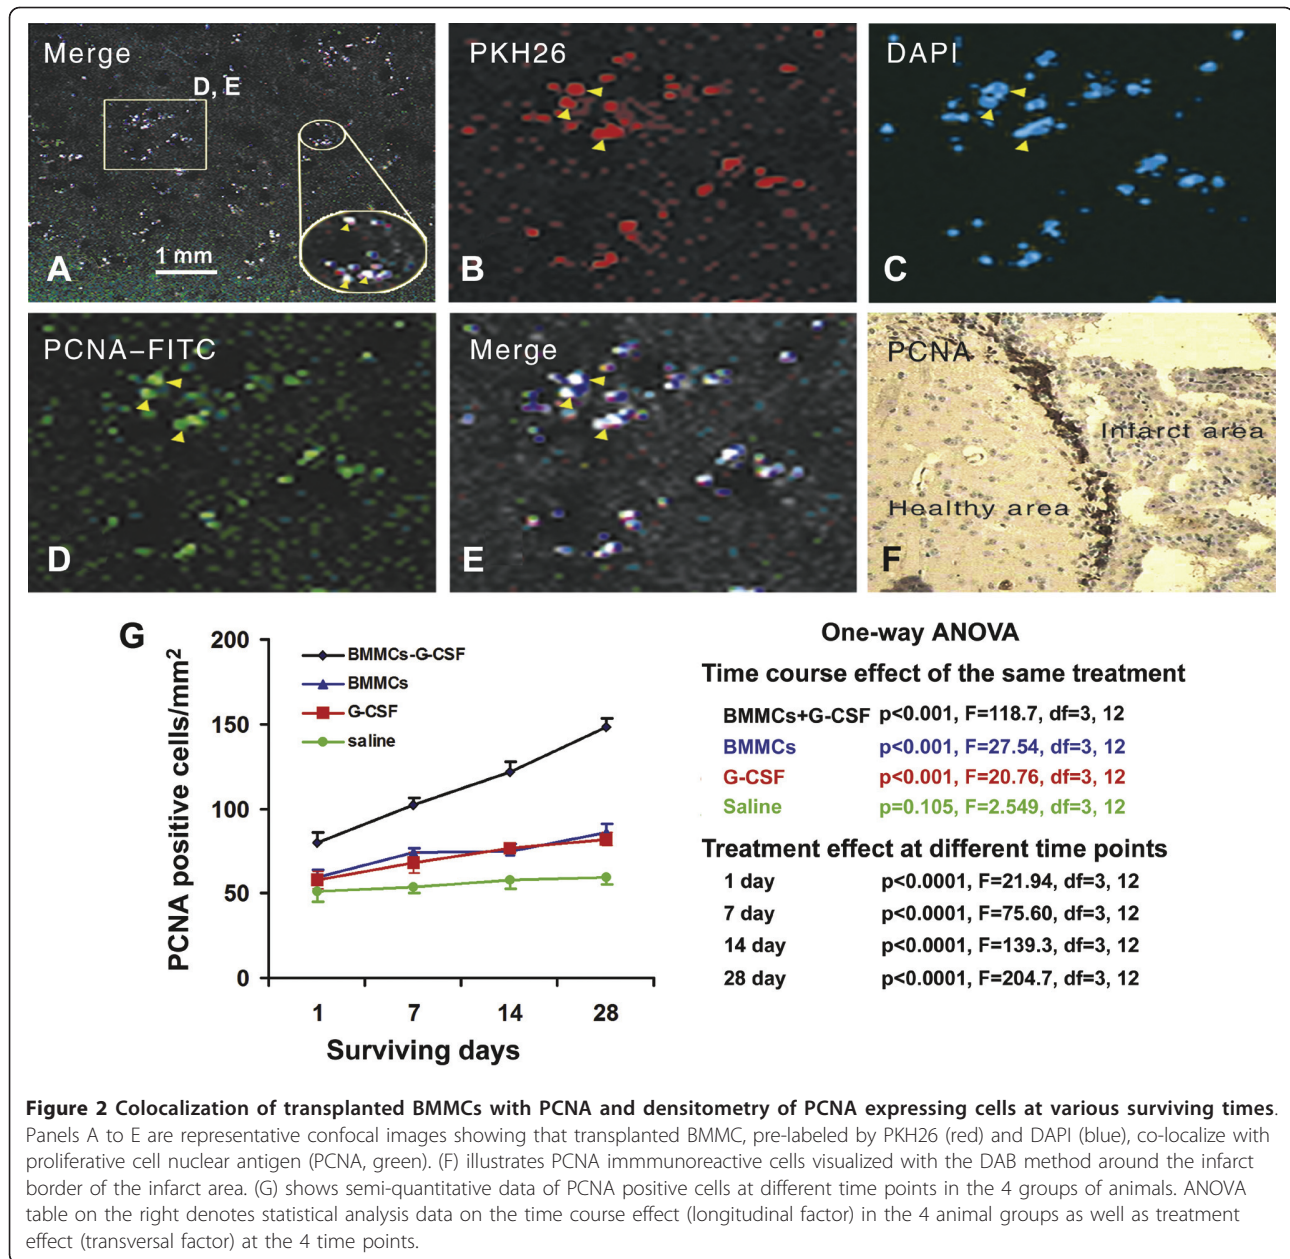 Merge
D, E
1 mm
A
PKH26
B
DAPI
C
PCNA-FITC
D
Merge
E
PCNA
Infarct area
Healthy area
F
G
PCNA positive cells/mm2
200
150
100
50
0
BMMCs-G-CSF
BMMCs
G-CSF
saline
1 7 14 28
Surviving days
One-way ANOVA
Time course effect of the same treatment
BMMCs+G-CSF p<0.001, F=118.7, df=3, 12
BMMCs p<0.001, F=27.54, df=3, 12
G-CSF p<0.001, F=20.76, df=3, 12
Saline p=0.105, F=2.549, df=3, 12
Treatment effect at different time points
1 day p<0.0001, F=21.94, df=3, 12
7 day p<0.0001, F=75.60, df=3, 12
14 day p<0.0001, F=139.3, df=3, 12
28 day p<0.0001, F=204.7, df=3, 12
Figure 2 Colocalization of transplanted BMMCs with PCNA and densitometry of PCNA expressing cells at various surviving times.
Panels A to E are representative confocal images showing that transplanted BMMC, pre-labeled by PKH26 (red) and DAPI (blue), co-localize with
proliferative cell nuclear antigen (PCNA, green). (F) illustrates PCNA immmunoreactive cells visualized with the DAB method around the infarct
border of the infarct area. (G) shows semi-quantitative data of PCNA positive cells at different time points in the 4 groups of animals. ANOVA
table on the right denotes statistical analysis data on the time course effect (longitudinal factor) in the 4 animal groups as well as treatment
effect (transversal factor) at the 4 time points.